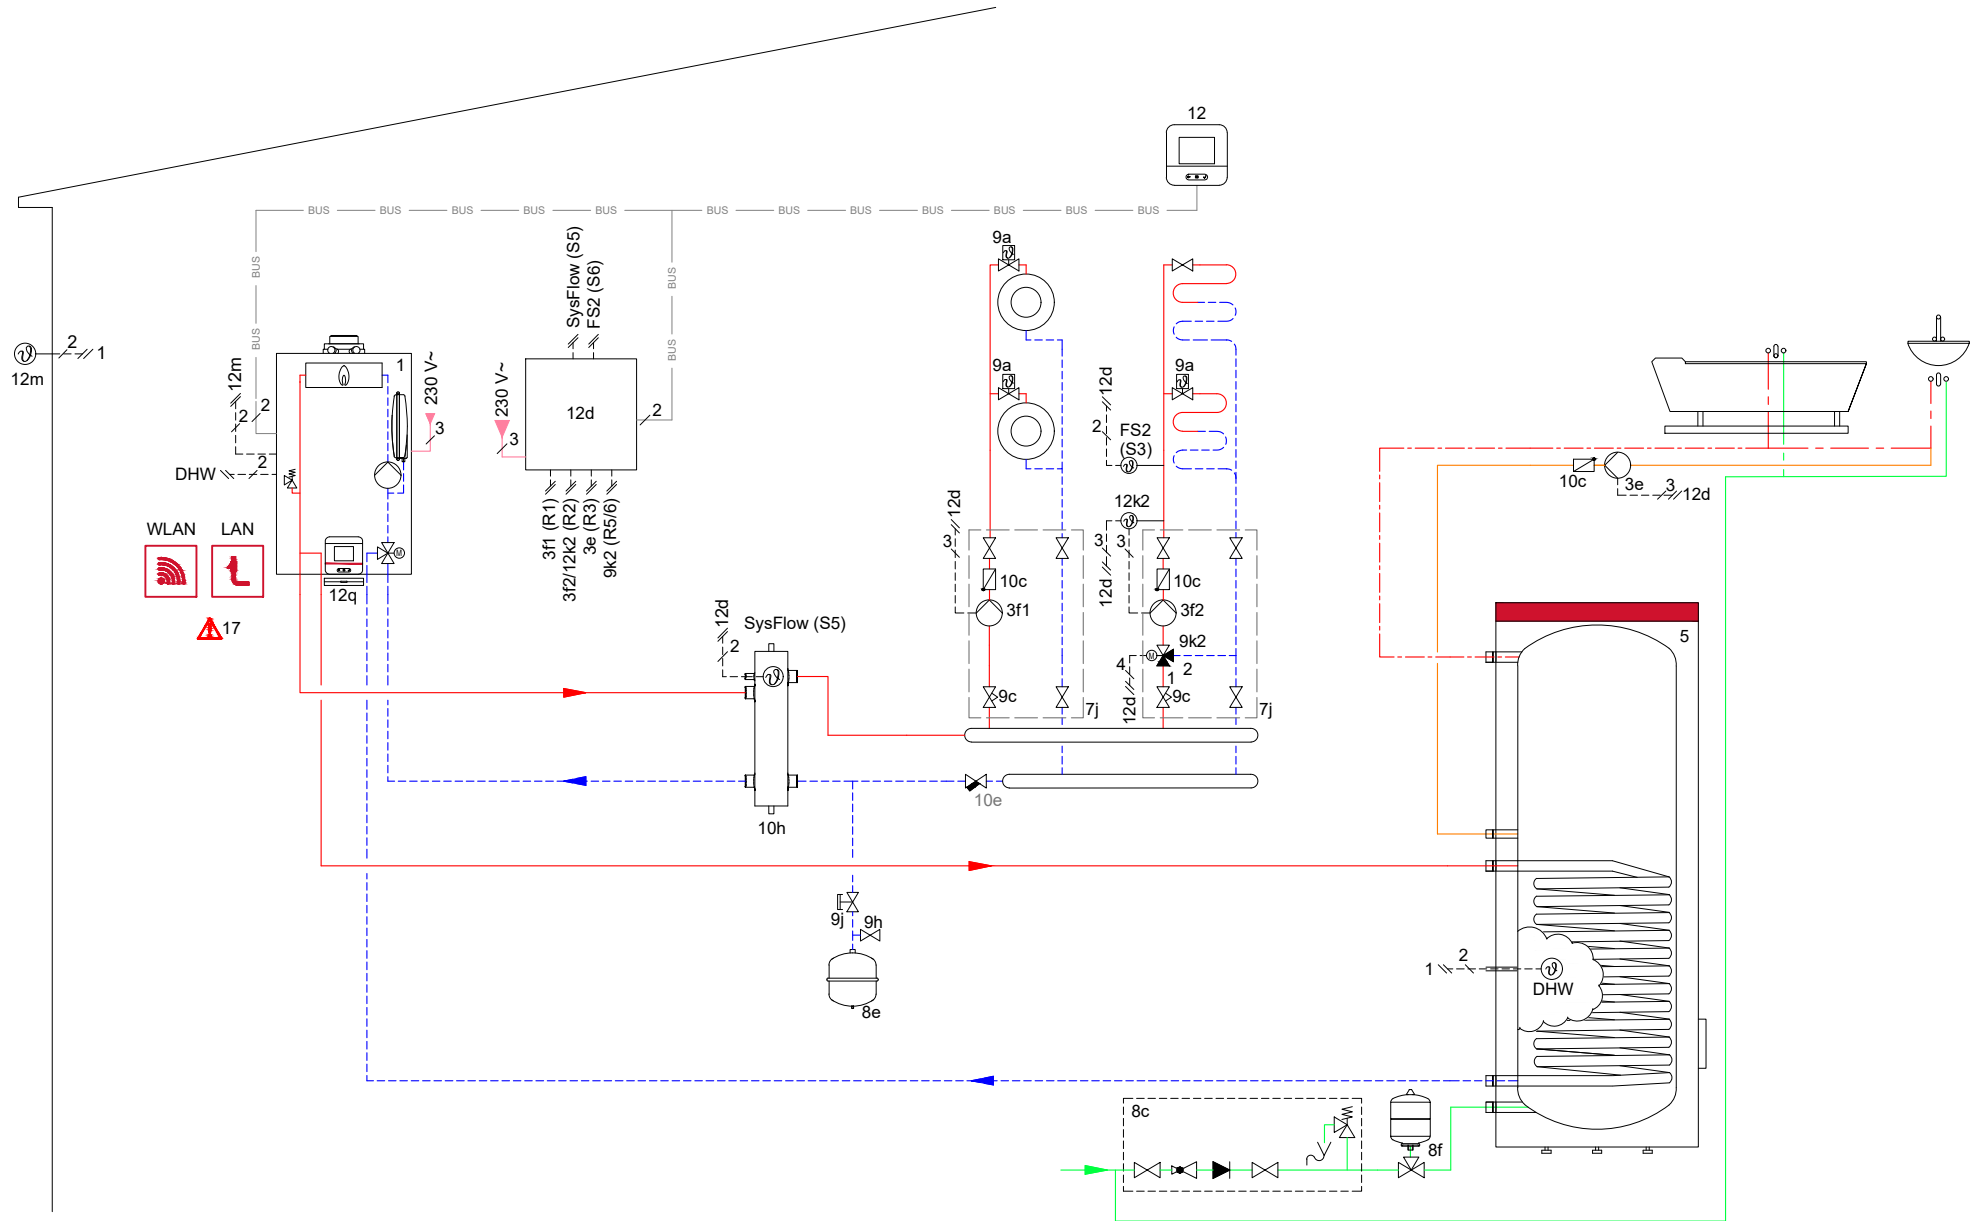 12
BUS BUS BUS BUS BUS BUS BUS BUS BUS BUS BUS BUS
BUS
BUS
BUS
2
1
12m
12m
2
2
DHW
2
1
230 V~
3
WLAN
LAN
17
12q
SysFlow (S5)
FS2 (S6)
230 V~
3
12d
2
3f1 (R1)
3f2/12k2 (R2)
3e (R3)
9k2 (R5/6)
9a
9a
9a
12d
2
FS2
(S3)
12k2
12d
3
12d
3
3
10c
3f1
9c
7j
10c
3f2
9k2
2
1
4
12d
9c
7j
12d
2
SysFlow (S5)
10h
10e
9j
9h
8e
10c
3e
3
12d
5
1
2
DHW
8c
8f